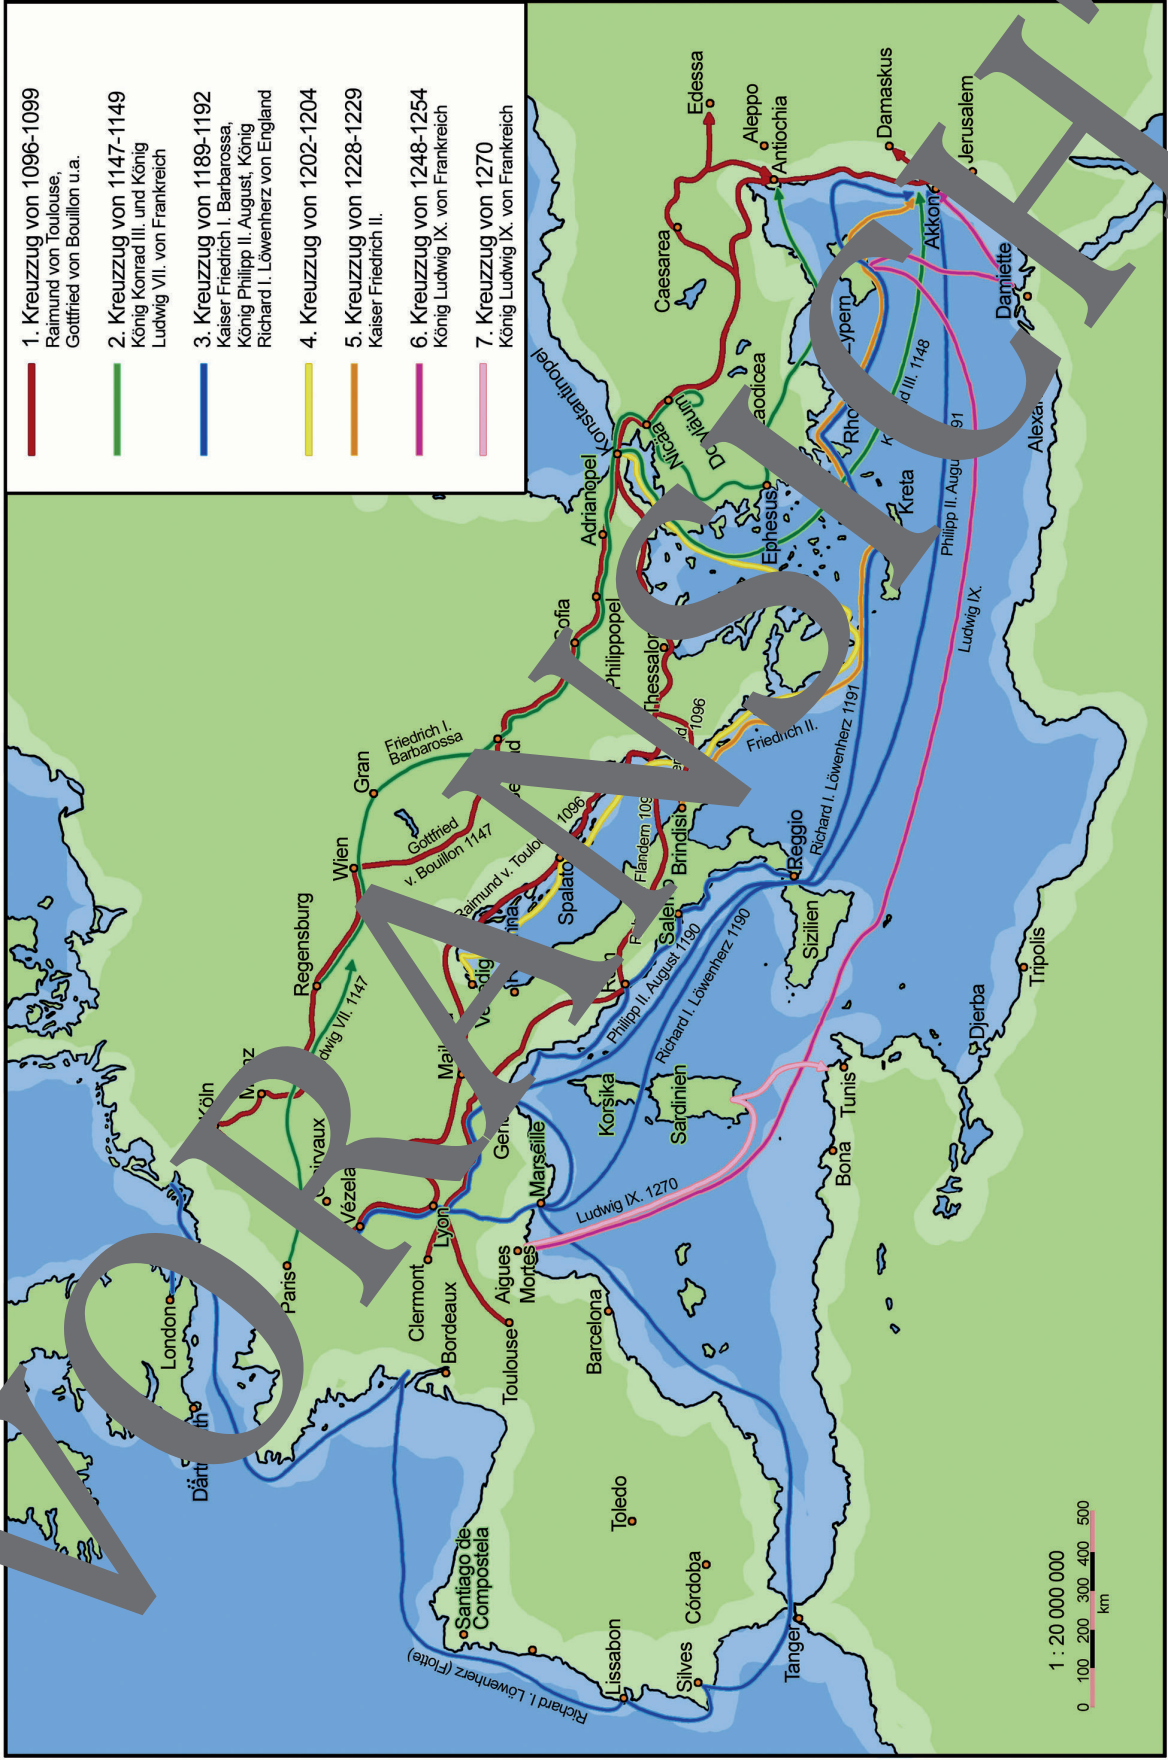 1. Kreuzzug von 1096-1099
Raimund von Toulouse,
Gottfried von Bouillon u.a.
2. Kreuzzug von 1147-1149
König Konrad III. und König
Ludwig VII. von Frankreich
3. Kreuzzug von 1189-1192
Kaiser Friedrich I. Barbarossa,
König Philipp II. August, König
Richard I. Löwenherz von England
4. Kreuzzug von 1202-1204
5. Kreuzzug von 1228-1229
Kaiser Friedrich II.
6. Kreuzzug von 1248-1254
König Ludwig IX. von Frankreich
7. Kreuzzug von 1270
König Ludwig IX. von Frankreich
London
Köln
Paris
Regensburg
Wien
Gran
Friedrich I.
Barbarossa
Gottfried
v. Bouillon 1147
1147
Lyon
Clermont
Bordeaux
Toulouse
Aigues
Mortes
Marseille
Barcelona
Santiago de
Compostela
Toledo
Córdoba
Lissabon
Silves
Tanger
Richard I. Löwenherz (Flotte)
Ludwig IX. 1270
Korsika
Sardinien
Philipp II. August 1190
Richard I. Löwenherz 1190
Spalato
1096
Flandern
Brindisi
Reggio
Sizilien
Bona
Tunis
Djerba
Tripolis
Richard I. Löwenherz 1191
Friedrich II.
1096
Philippopel
Adrianopel
Konstantinopel
Nicäa
Ephesus
Kreta
Philipp II.
Ludwig IX.
III. 1148
Caesarea
Edessa
Aleppo
Antiochia
Damaskus
Akkon
Jerusalem
Damiette
1 : 20 000 000
0 100 200 300 400 500
km
VORANSICHT